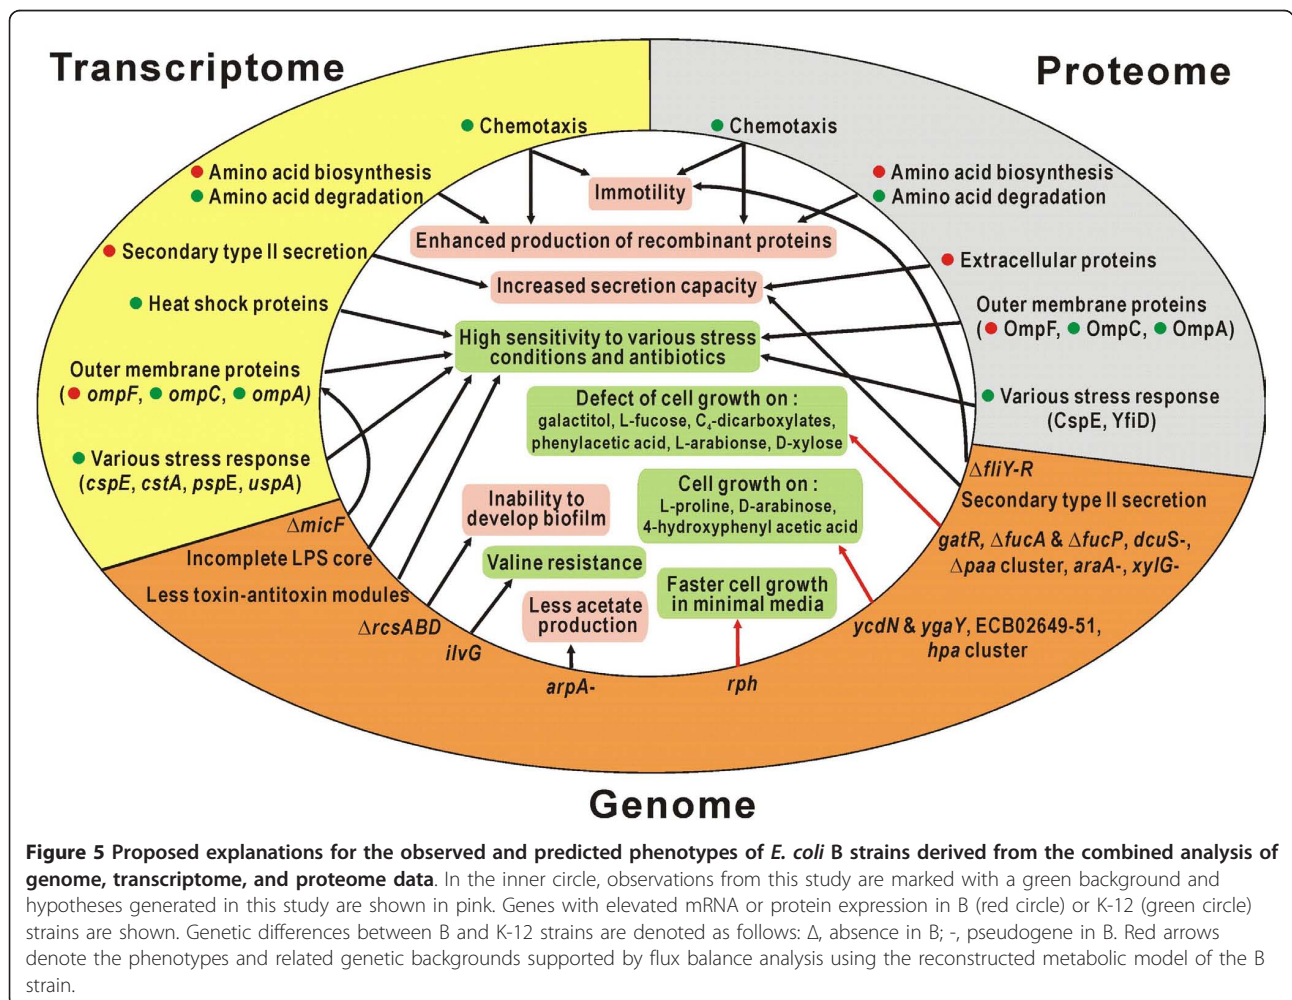 Transcriptome
Proteome
Chemotaxis
Chemotaxis
Amino acid biosynthesis
Amino acid degradation
Amino acid biosynthesis
Amino acid degradation
Immotility
Enhanced production of recombinant proteins
Secondary type II secretion
Extracellular proteins
Increased secretion capacity
Heat shock proteins
Outer membrane proteins
( OmpF, OmpC, OmpA)
High sensitivity to various stress
conditions and antibiotics
Outer membrane proteins
( ompF, ompC, ompA)
Defect of cell growth on :
galactitol, L-fucose, C₄-dicarboxylates,
phenylacetic acid, L-arabionse, D-xylose
Various stress response
(CspE, YfiD)
Various stress response
(cspE, cstA, pspE, uspA)
ΔfliY-R
Cell growth on :
L-proline, D-arabinose,
4-hydroxyphenyl acetic acid
Secondary type II secretion
Inability to
develop biofilm
ΔmicF
gatR, ΔfucA & ΔfucP, dcuS-,
Δpaa cluster, araA-, xylG-
Incomplete LPS core
Valine resistance
Less toxin-antitoxin modules
Faster cell growth
in minimal media
Less acetate
production
ΔrcsABD
ilvG
ycdN & ygaY, ECB02649-51,
hpa cluster
arpA-
rph
Genome
Figure 5 Proposed explanations for the observed and predicted phenotypes of E. coli B strains derived from the combined analysis of
genome, transcriptome, and proteome data. In the inner circle, observations from this study are marked with a green background and
hypotheses generated in this study are shown in pink. Genes with elevated mRNA or protein expression in B (red circle) or K-12 (green circle)
strains are shown. Genetic differences between B and K-12 strains are denoted as follows: Δ, absence in B; -, pseudogene in B. Red arrows
denote the phenotypes and related genetic backgrounds supported by flux balance analysis using the reconstructed metabolic model of the B
strain.